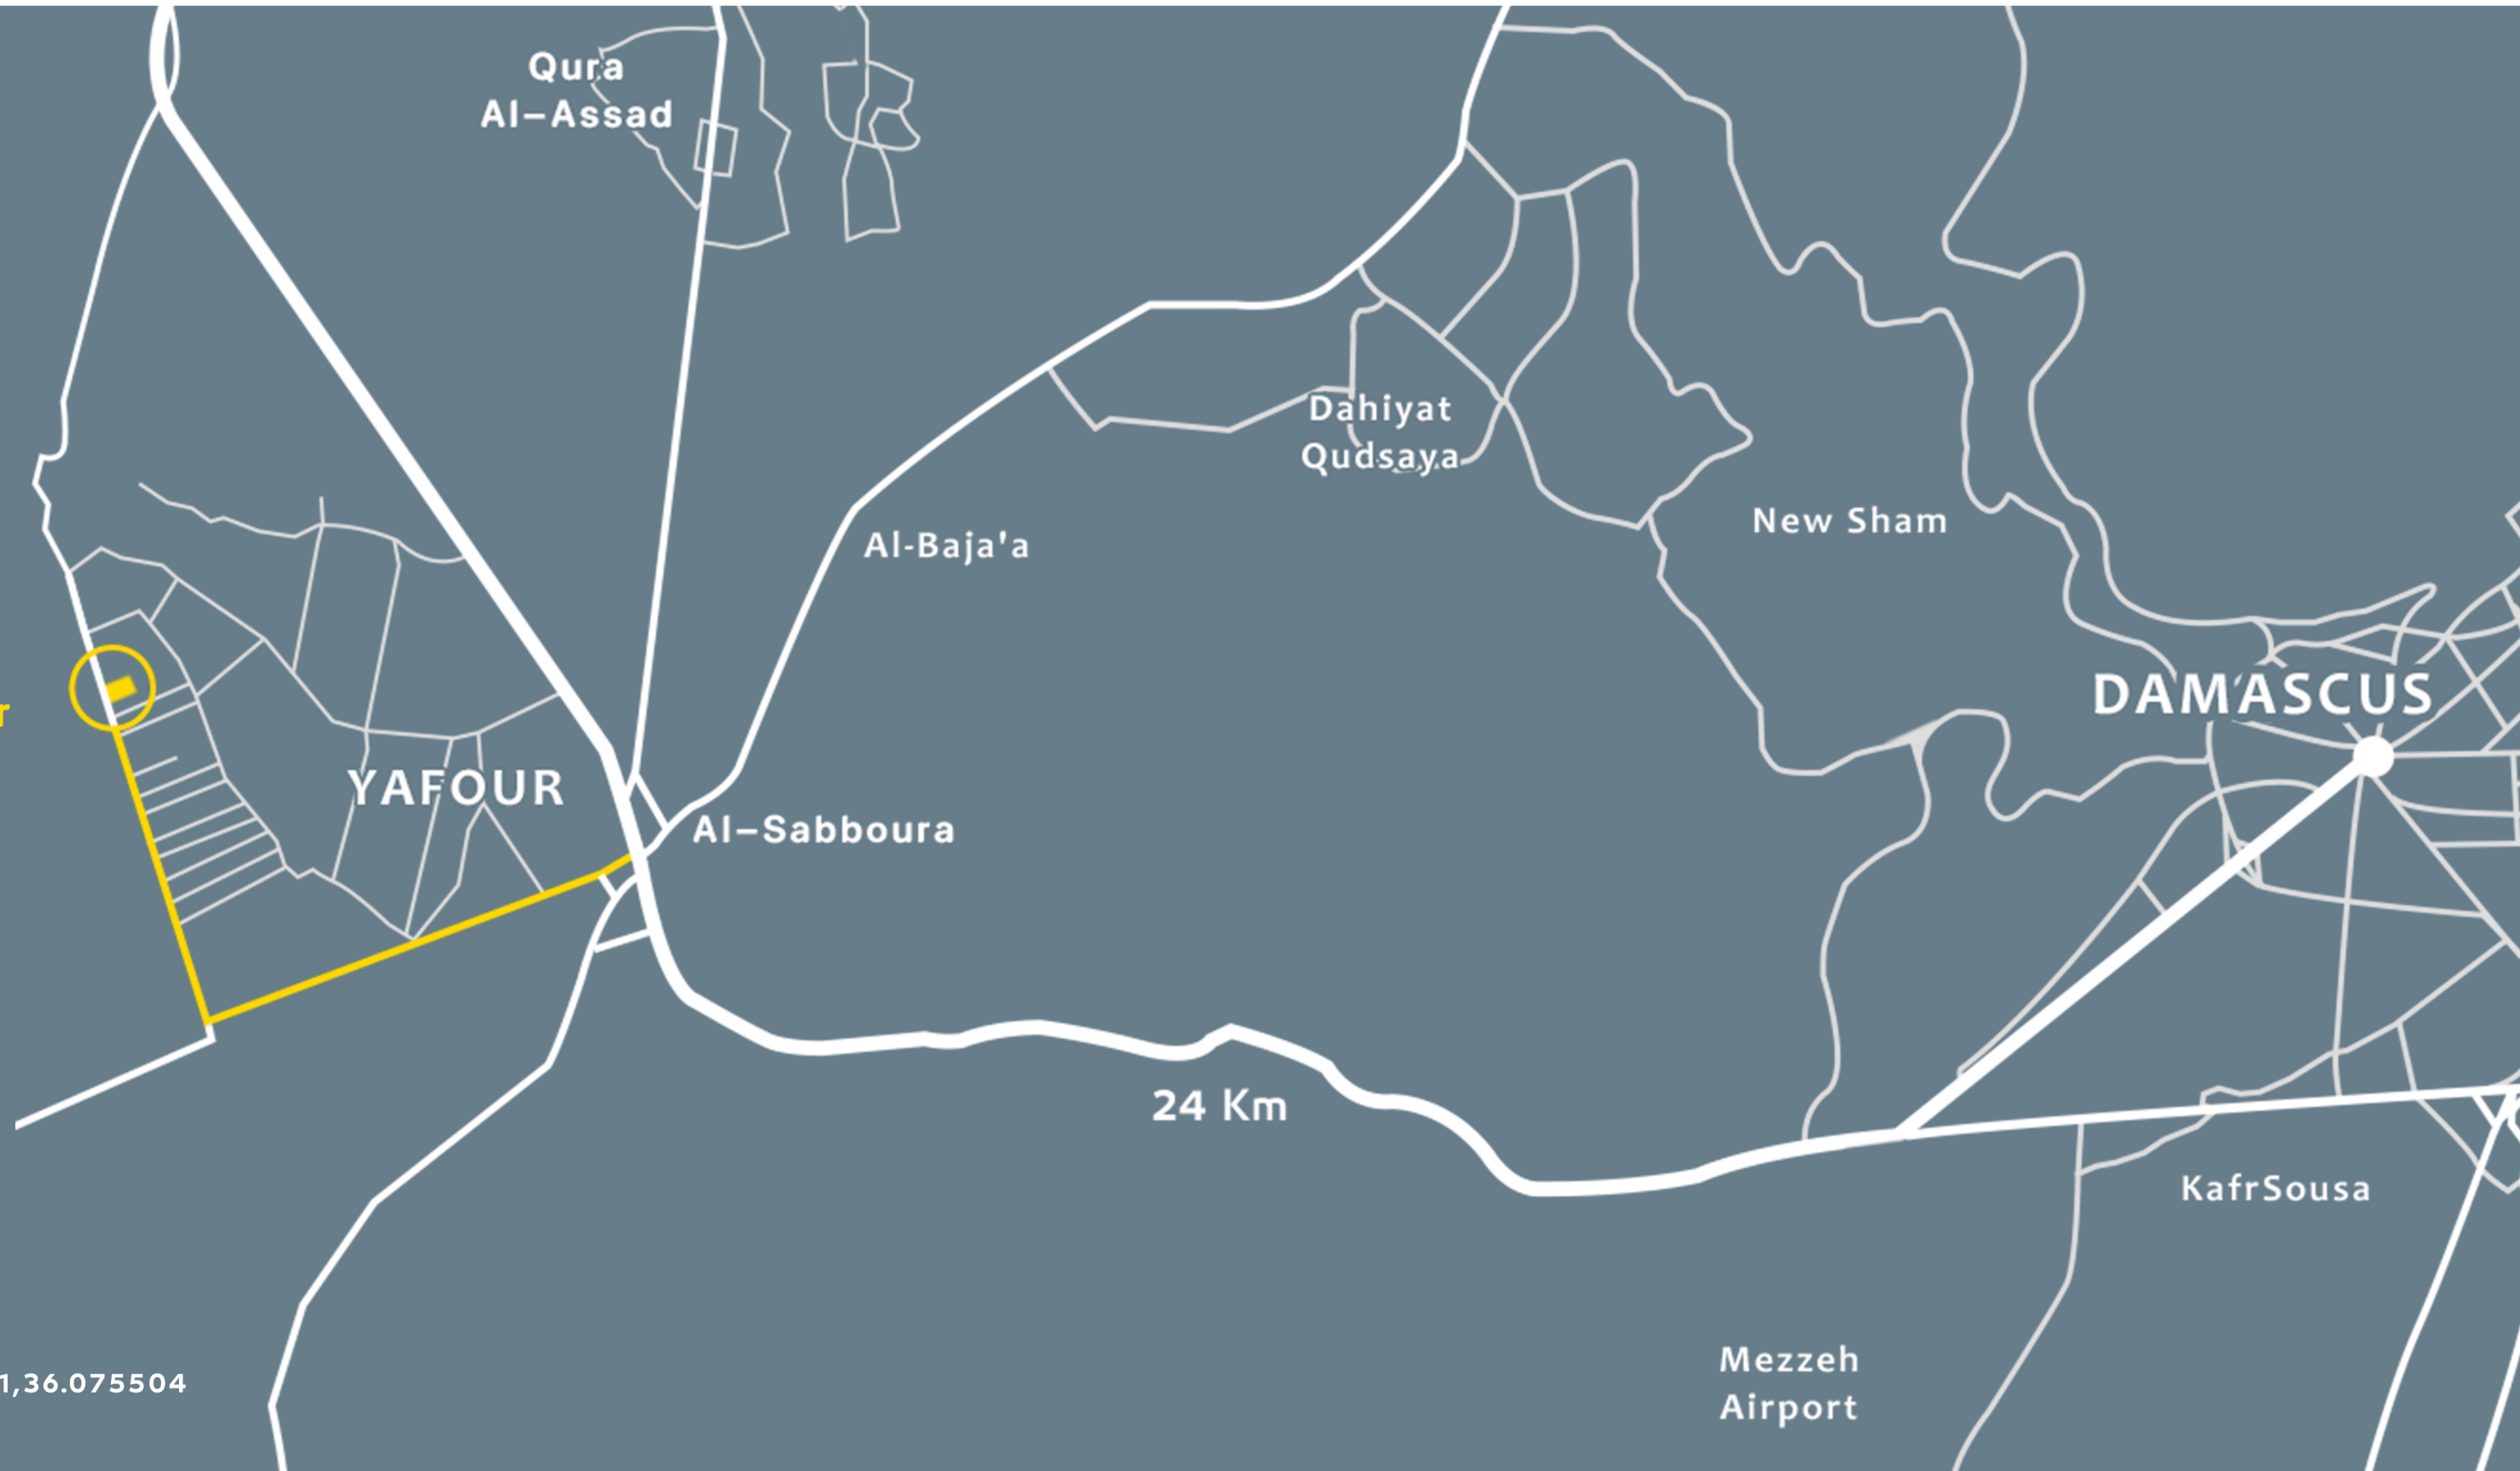 Qura
Al–Assad
Dahiyat
Qudsaya
New Sham
Al-Baja'a
DAMASCUS
r
YAFOUR
Al–Sabboura
24 Km
KafrSousa
Mezzeh
Airport
1,36.075504